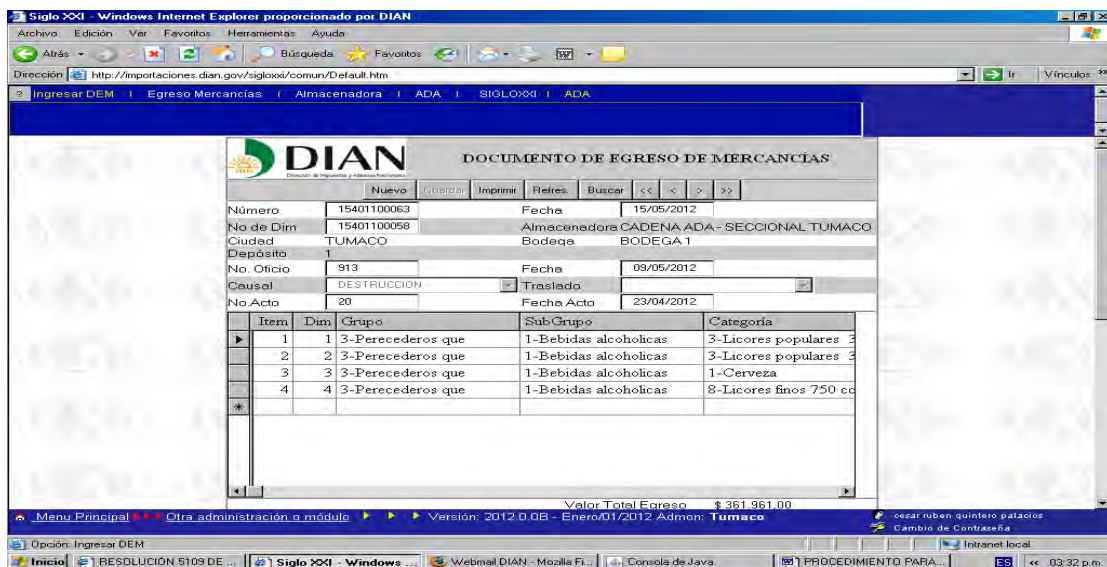 Siglo XXI - Windows Internet Explorer proporcionado por DIAN
Archivo Edición Ver Favoritos Herramientas Ayuda
Atrás Búsqueda Favoritos
Dirección http://importaciones.dian.gov/sigloxxi/comun/Default.htm Ir Vínculos »
? Ingresar DEM | Egreso Mercancías | Almacenadora | ADA | SIGLOXXI | ADA
DIAN DOCUMENTO DE EGRESO DE MERCANCÍAS
Dirección de Impuestos y Aduanas Nacionales
Nuevo Guardar Imprimir Refres. Buscar << < > >>
Número 15401100063 Fecha 15/05/2012
No de Dim 15401100058 Almacenadora CADENA ADA - SECCIONAL TUMACO
Ciudad TUMACO Bodega BODEGA 1
Depósito 1
No. Oficio 913 Fecha 09/05/2012
Causal DESTRUCCION Traslado
No.Acto 20 Fecha Acto 23/04/2012
Item Dim Grupo SubGrupo Categoría
1 1 3-Perecederos que 1-Bebidas alcoholicas 3-Licores populares 3
2 2 3-Perecederos que 1-Bebidas alcoholicas 3-Licores populares 3
3 3 3-Perecederos que 1-Bebidas alcoholicas 1-Cerveza
4 4 3-Perecederos que 1-Bebidas alcoholicas 8-Licores finos 750 cc
*
Valor Total Egreso $ 361.961,00
Menu Principal Otra administración o módulo Versión: 2012.0.0B - Enero/01/2012 Admon: Tumaco cesar ruben quintero palacios
Cambio de Contraseña
Opción: Ingresar DEM Intranet local
Inicio RESOLUCIÓN 5109 DE ... Siglo XXI - Windows ... Webmail DIAN - Mozilla Fi... Consola de Java PROCEDIMIENTO PARA... ES « 03:32 p.m.